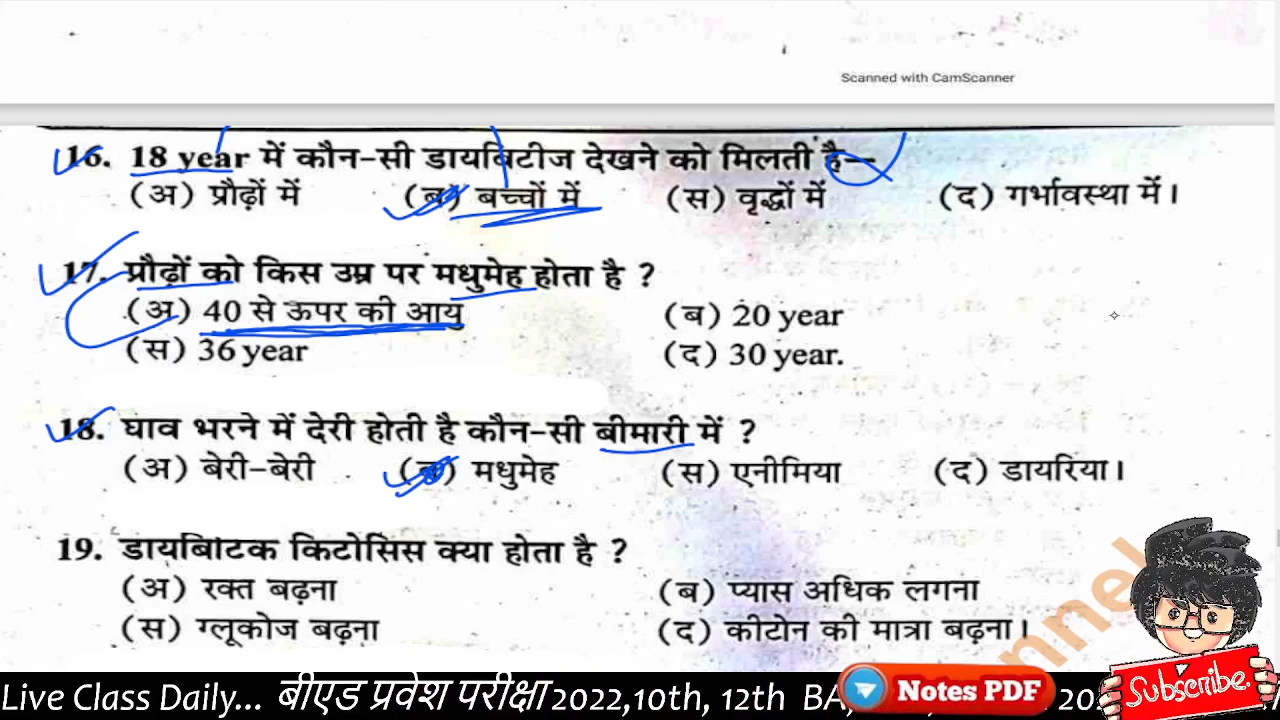 Scanned with CamScanner
16. 18 year में कौन-सी डायबिटीज देखने को मिलती है—
(अ) प्रौढ़ों में (ब) बच्चों में (स) वृद्धों में (द) गर्भावस्था में।
17. प्रौढ़ों को किस उम्र पर मधुमेह होता है ?
(अ) 40 से ऊपर की आयु (ब) 20 year
(स) 36 year (द) 30 year.
18. घाव भरने में देरी होती है कौन-सी बीमारी में ?
(अ) बेरी-बेरी (ब) मधुमेह (स) एनीमिया (द) डायरिया।
19. डायबिटिक किटोसिस क्या होता है ?
(अ) रक्त बढ़ना (ब) प्यास अधिक लगना
(स) ग्लूकोज बढ़ना (द) कीटोन की मात्रा बढ़ना।
nnel
Live Class Daily... बीएड प्रवेश परीक्षा 2022,10th, 12th BA, Notes PDF 20
Subscribe.